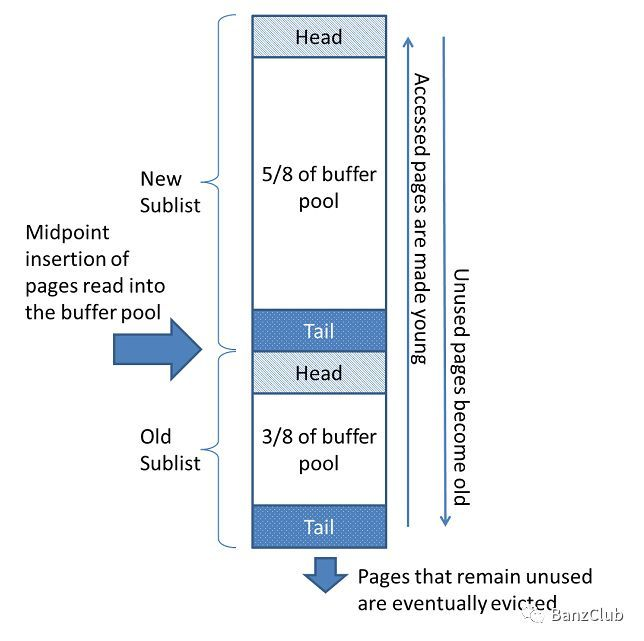 Head
5/8 of buffer
pool
New
Sublist
Accessed pages are made young
Unused pages become old
Midpoint
insertion of
pages read into
the buffer pool
Tail
Head
Old
Sublist
3/8 of buffer
pool
Tail
Pages that remain unused
are eventually evicted
BanzClub